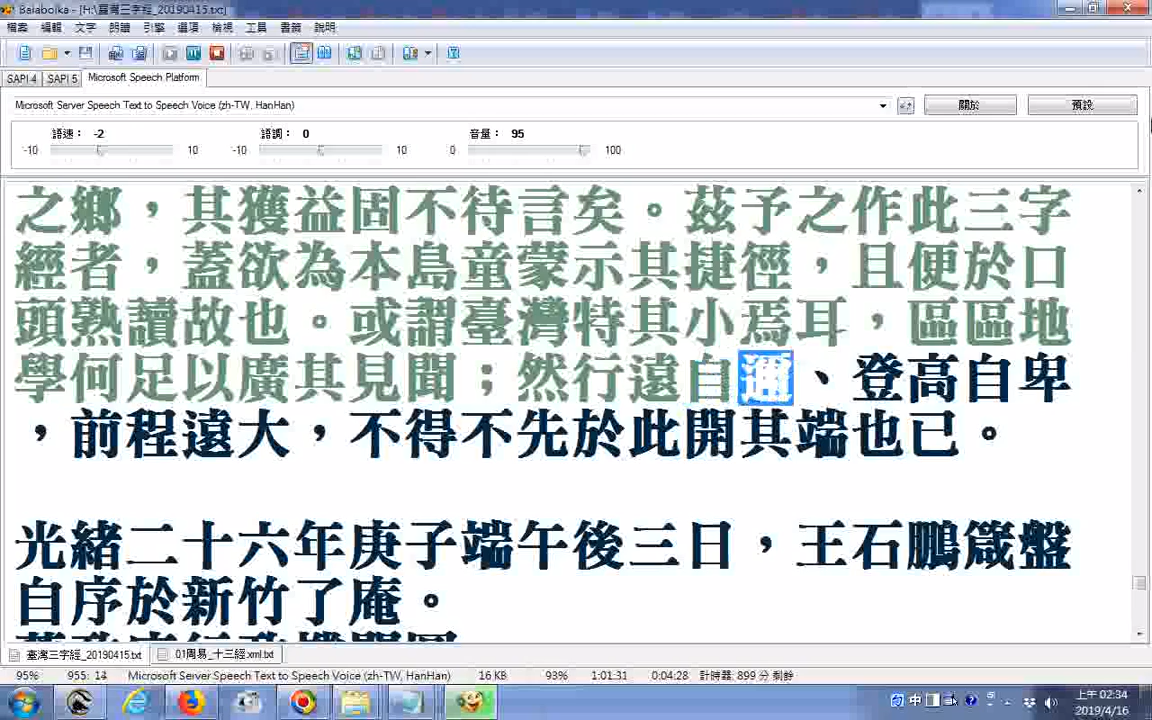 Balabolka - [H:\臺灣三字經_20190415.txt]
檔案 編輯 文字 朗讀 引擎 選項 檢視 工具 書籤 說明
SAPI 4 SAPI 5 Microsoft Speech Platform
Microsoft Server Speech Text to Speech Voice (zh-TW, HanHan) 關於 預設
語速: -2 語調: 0 音量: 95
-10 10 -10 10 0 100
之鄉，其獲益固不待言矣。茲予之作此三字
經者，蓋欲為本島童蒙示其捷徑，且便於口
頭熟讀故也。或謂臺灣特其小焉耳，區區地
學何足以廣其見聞；然行遠自邇、登高自卑
，前程遠大，不得不先於此開其端也已。
光緒二十六年庚子端午後三日，王石鵬箴盤
自序於新竹了庵。
臺灣三字經_20190415.txt 01周易_十三經.xml.txt
95% 955: 14 Microsoft Server Speech Text to Speech Voice (zh-TW, HanHan) 16 KB 93% 1:01:31 0:04:28 計時器: 899 分 剩餘
中 上午 02:34
2019/4/16